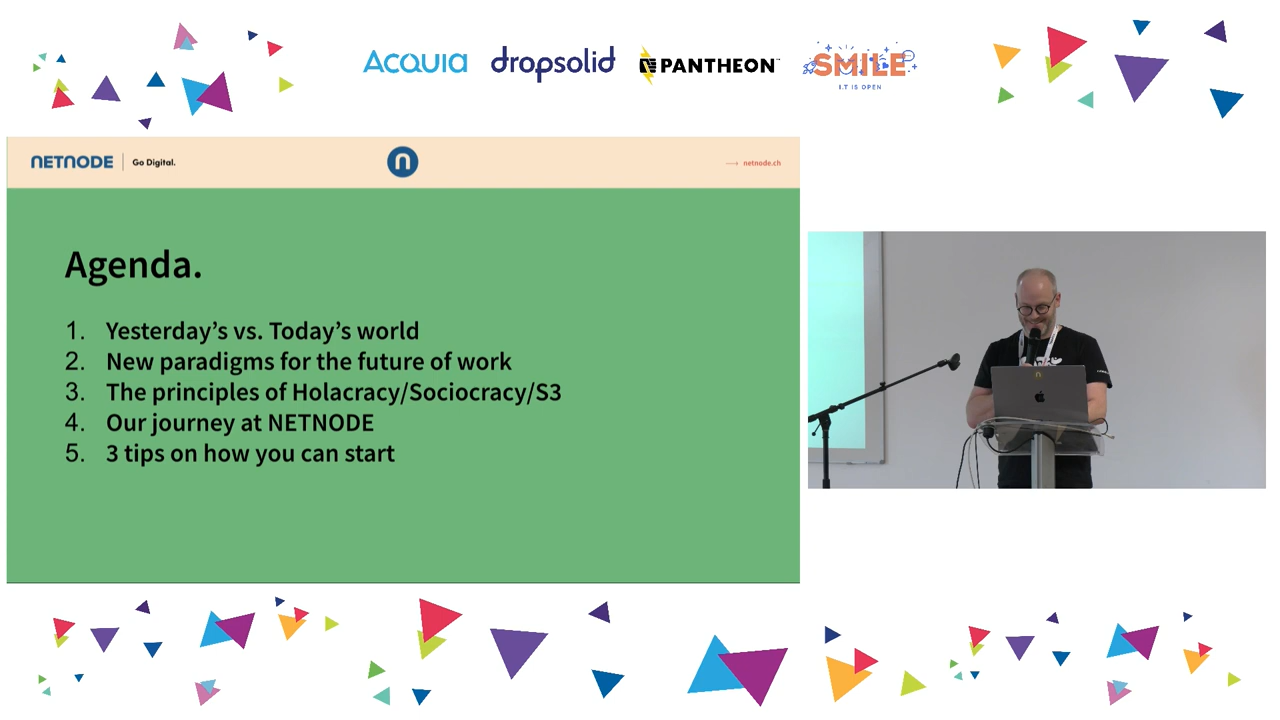 ACQUIA
dropsolid
PANTHEON
SMILE
I.T IS OPEN
NETNODE
Go Digital.
n
netnode.ch
Agenda.
1. Yesterday's vs. Today's world
2. New paradigms for the future of work
3. The principles of Holacracy/Sociocracy/S3
4. Our journey at NETNODE
5. 3 tips on how you can start